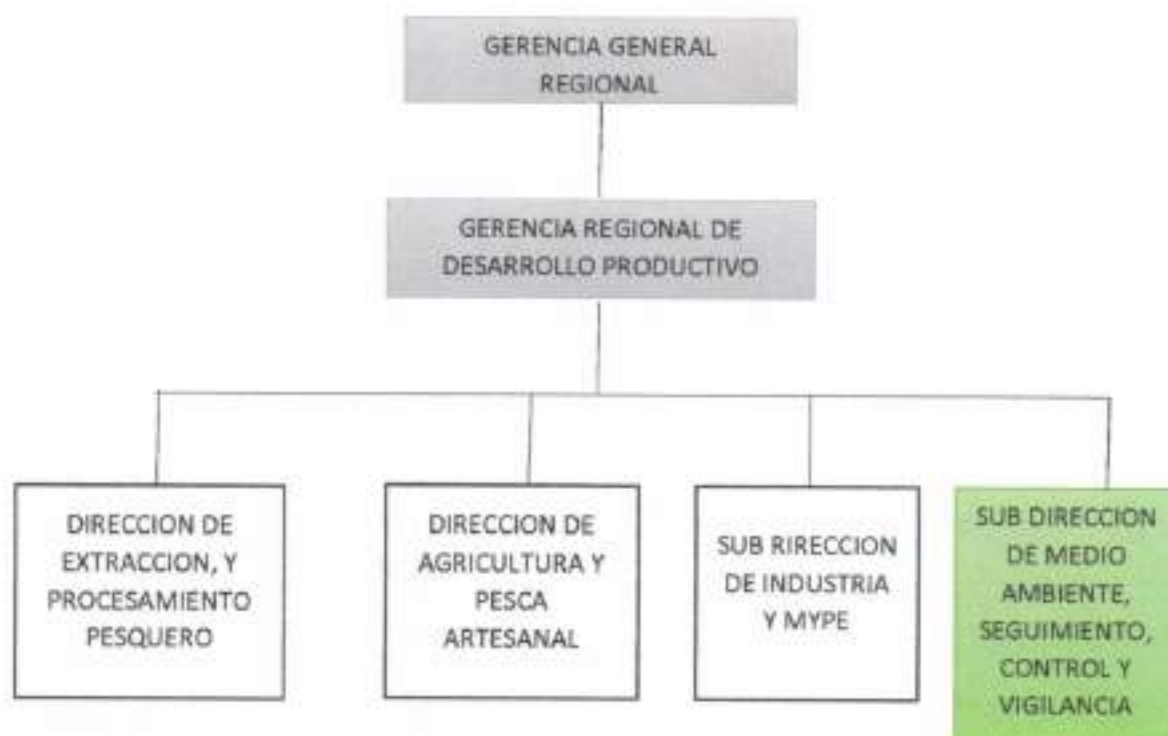 GERENCIA GENERAL
REGIONAL
GERENCIA REGIONAL DE
DESARROLLO PRODUCTIVO
DIRECCION DE
EXTRACCION, Y
PROCESAMIENTO
PESQUERO
DIRECCION DE
AGRICULTURA Y
PESCA
ARTESANAL
SUB RIRECCION
DE INDUSTRIA
Y MYPE
SUB DIRECCION
DE MEDIO
AMBIENTE,
SEGUIMIENTO,
CONTROL Y
VIGILANCIA